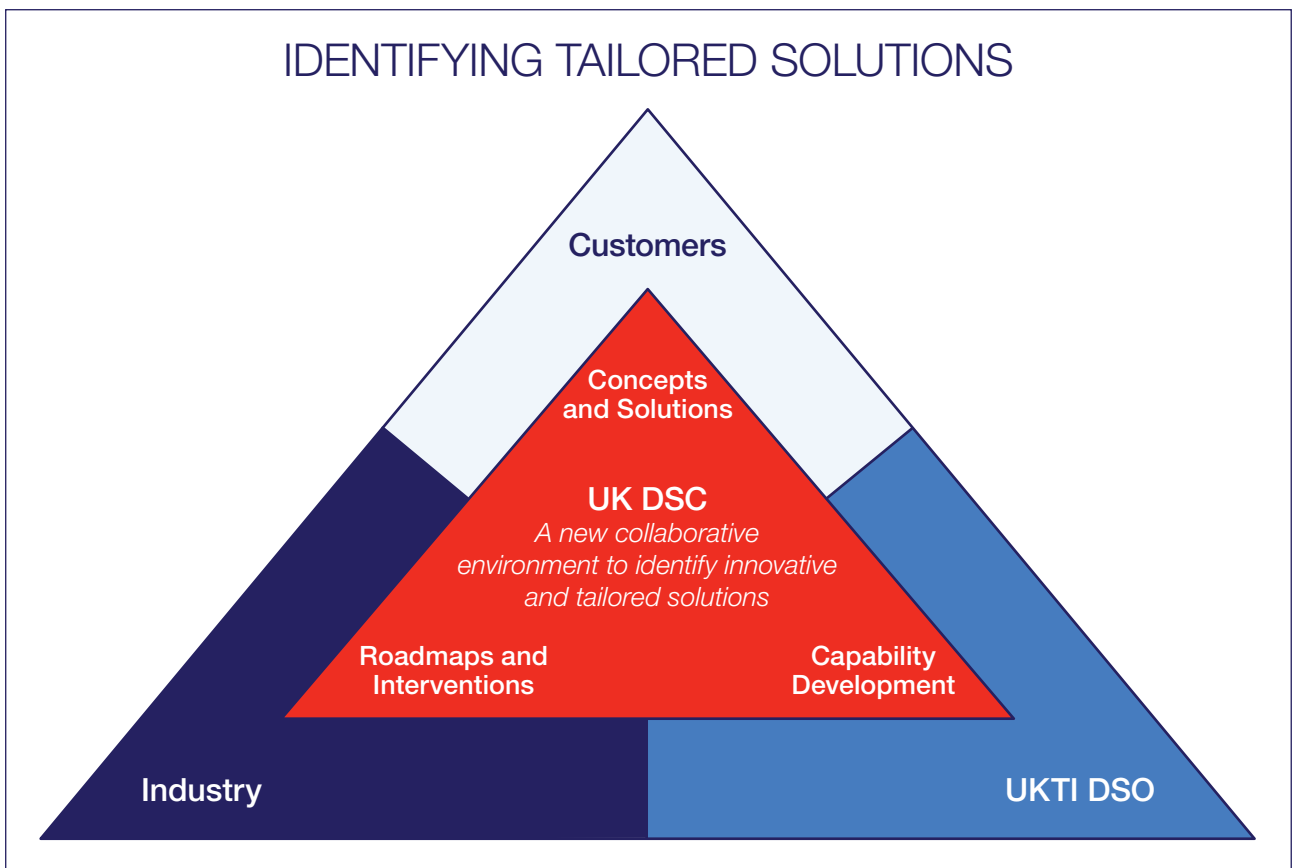 IDENTIFYING TAILORED SOLUTIONS
Customers
Concepts
and Solutions
UK DSC
A new collaborative
environment to identify innovative
and tailored solutions
Roadmaps and
Interventions
Capability
Development
Industry
UKTI DSO